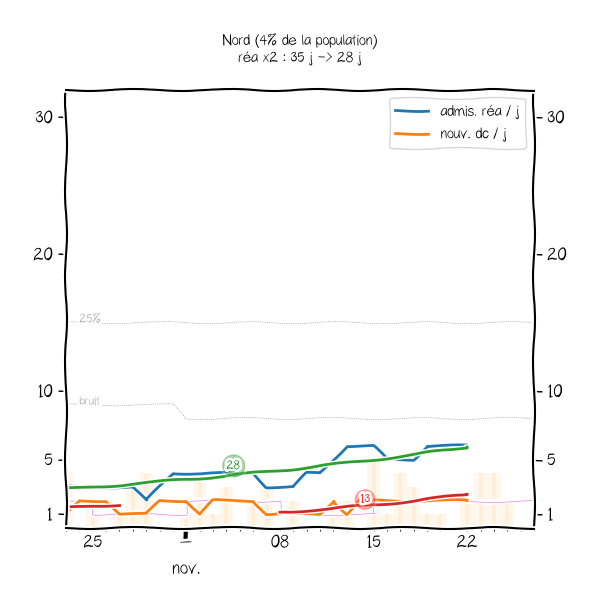 Nord (4% de la population)
réa x2 : 35 j -> 28 j
admis. réa / j
nouv. dc / j
30 30
20 20
25%
10 10
bruit
28
5 5
13
1 1
25 1 08 15 22
nov.